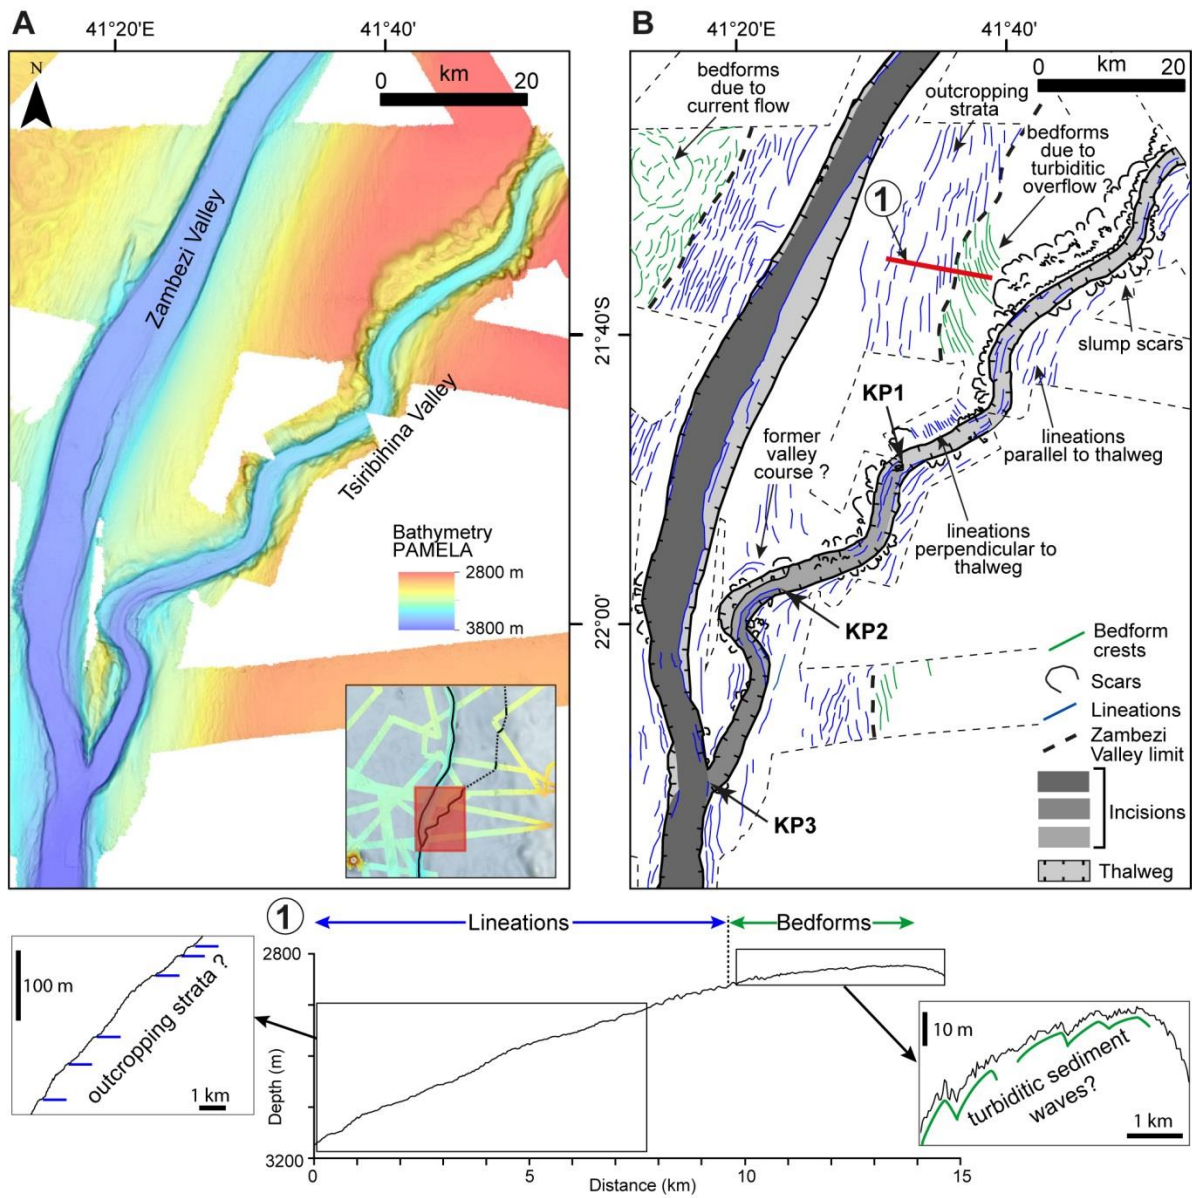 A
41°20'E
41°40'
N
km
0
20
Zambezi Valley
Tsiribihina Valley
Bathymetry
PAMELA
2800 m
3800 m
21°40'S
22°00'
B
41°20'E
41°40'
bedforms
due to
current flow
0
km
20
outcropping
strata
bedforms
due to
turbiditic
overflow ?
1
slump scars
KP1
former
valley
course ?
lineations
parallel to thalweg
lineations
perpendicular to
thalweg
KP2
KP3
Bedform
crests
Scars
Lineations
Zambezi
Valley limit
Incisions
Thalweg
1
Lineations
Bedforms
100 m
outcropping strata ?
1 km
2800
Depth (m)
3200
0
5
10
15
Distance (km)
10 m
turbiditic sediment
waves?
1 km